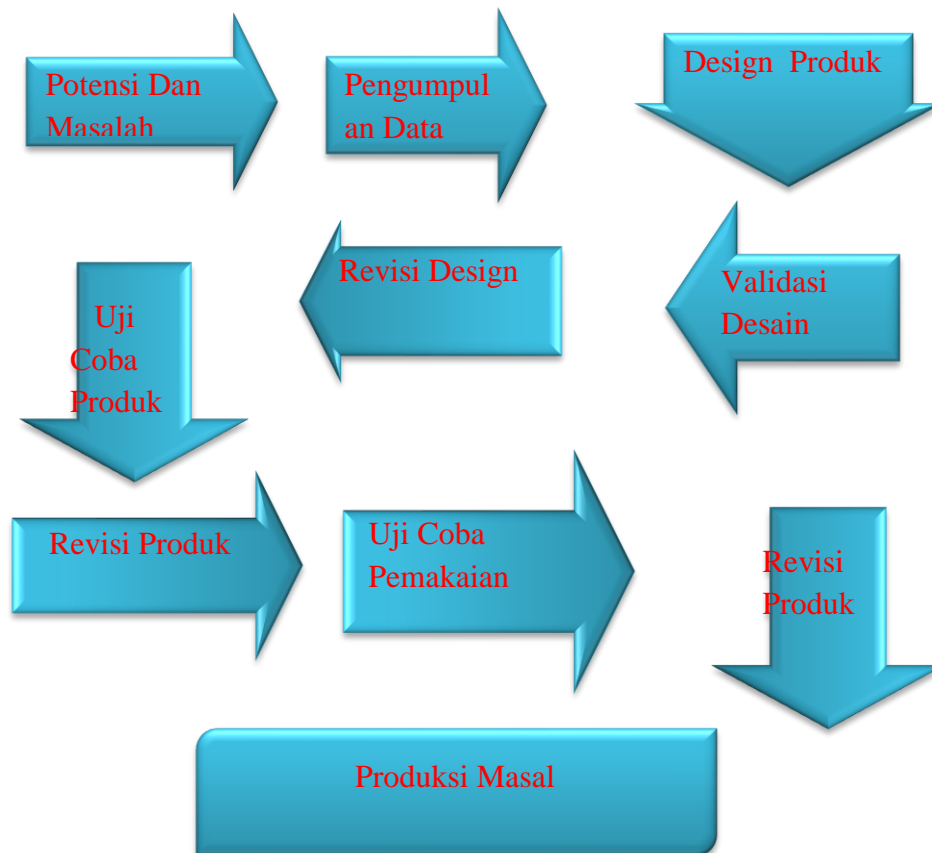 Potensi Dan
Masalah
Pengumpul
an Data
Design  Produk
Validasi
Desain
Revisi Design
Uji
Coba
Produk
Revisi Produk
Uji Coba
Pemakaian
Revisi
Produk
Produksi Masal